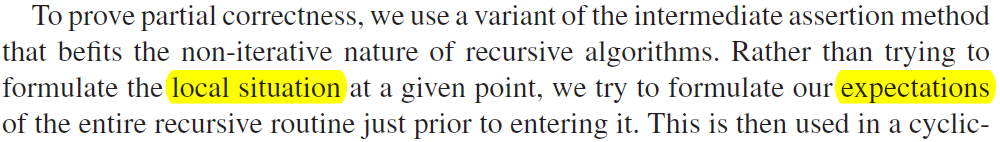 To prove partial correctness, we use a variant of the intermediate assertion method
that befits the non-iterative nature of recursive algorithms. Rather than trying to
formulate the local situation at a given point, we try to formulate our expectations
of the entire recursive routine just prior to entering it. This is then used in a cyclic-